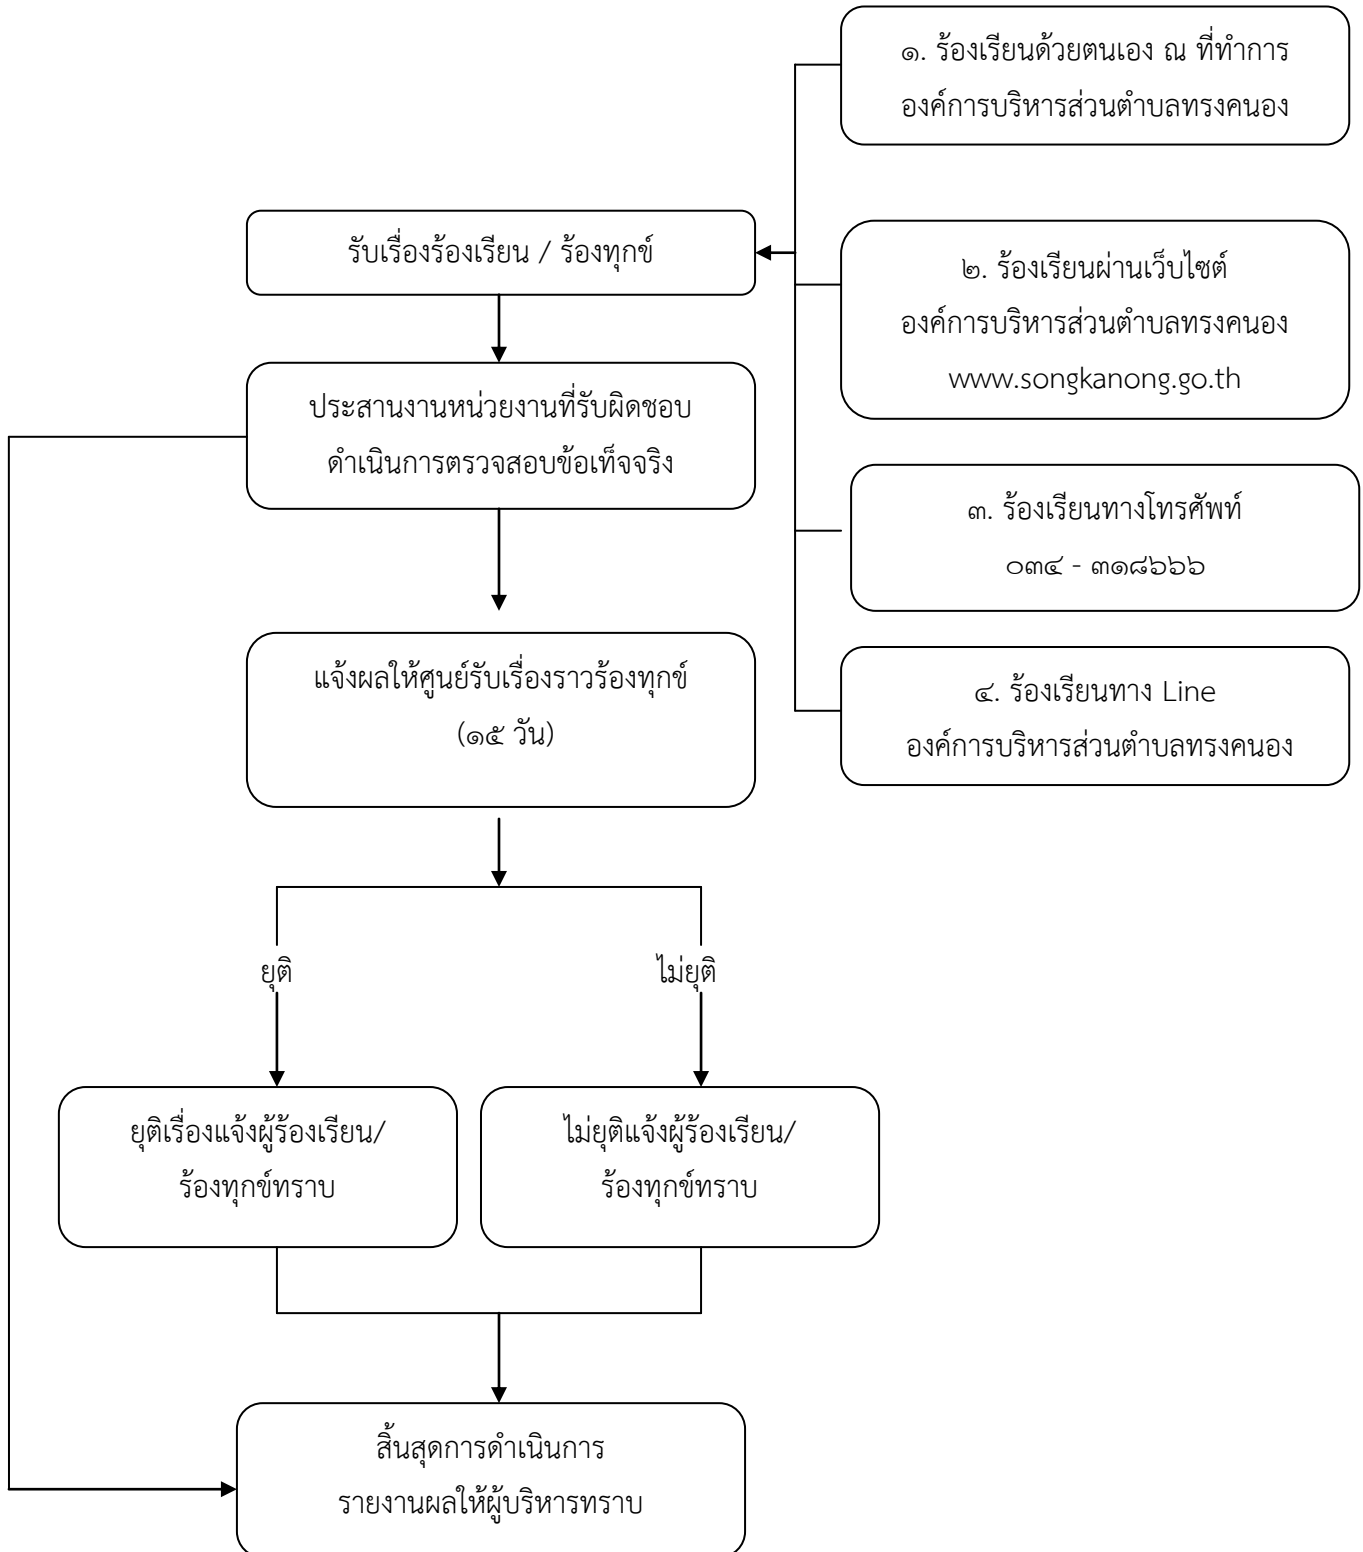 ๑. ร้องเรียนด้วยตนเอง ณ ที่ทำการ
องค์การบริหารส่วนตำบลทรงคนอง
รับเรื่องร้องเรียน / ร้องทุกข์
๒. ร้องเรียนผ่านเว็บไซต์
องค์การบริหารส่วนตำบลทรงคนอง
www.songkanong.go.th
ประสานงานหน่วยงานที่รับผิดชอบ
ดำเนินการตรวจสอบข้อเท็จจริง
๓. ร้องเรียนทางโทรศัพท์
๐๓๔ - ๓๑๘๖๖๖
แจ้งผลให้ศูนย์รับเรื่องราวร้องทุกข์
(๑๕ วัน)
๔. ร้องเรียนทาง Line
องค์การบริหารส่วนตำบลทรงคนอง
ยุติ
ไม่ยุติ
ยุติเรื่องแจ้งผู้ร้องเรียน/
ร้องทุกข์ทราบ
ไม่ยุติแจ้งผู้ร้องเรียน/
ร้องทุกข์ทราบ
สิ้นสุดการดำเนินการ
รายงานผลให้ผู้บริหารทราบ